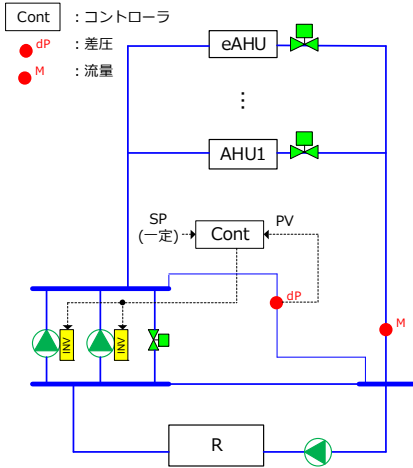 Cont ：コントローラ
dP ：差圧
M ：流量
eAHU
⋮
AHU1
SP
(一定)
PV
Cont
dP
M
INV
INV
R